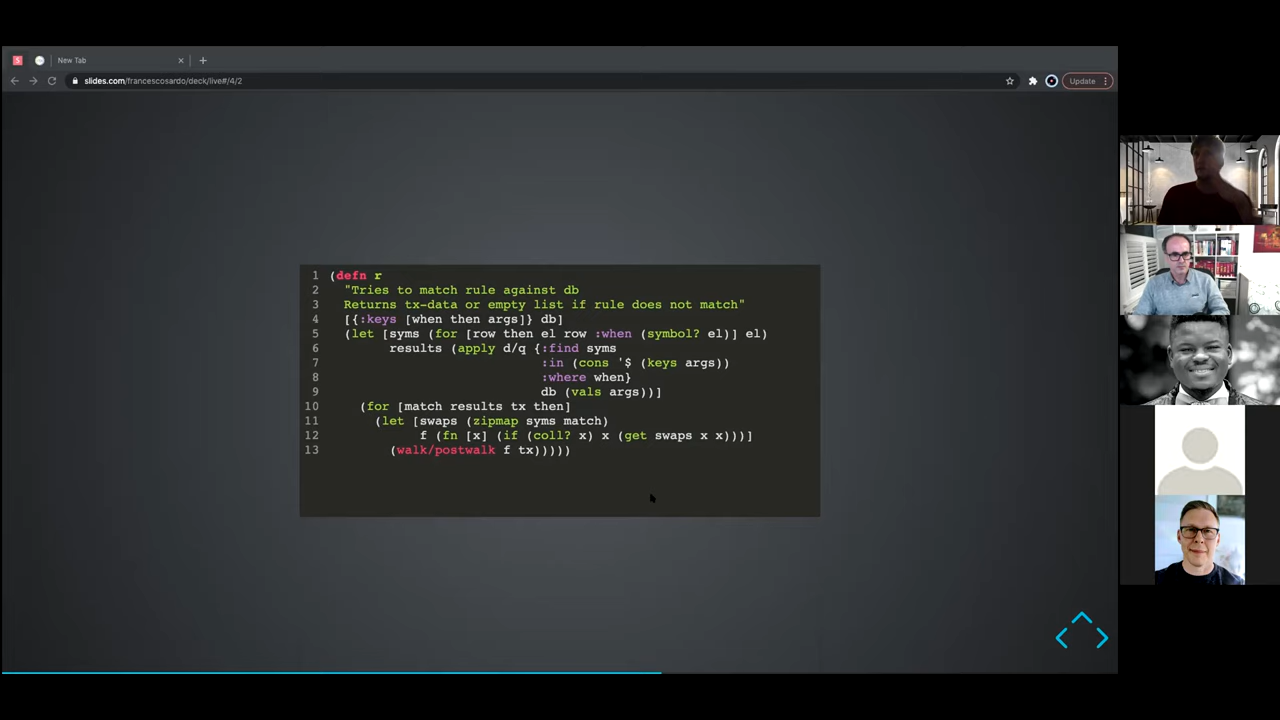 S
New Tab
slides.com/francescosardo/deck/live#/4/2
Update
1 (defn r
2 "Tries to match rule against db
3 Returns tx-data or empty list if rule does not match"
4 [{:keys [when then args]} db]
5 (let [syms (for [row then el row :when (symbol? el)] el)
6 results (apply d/q {:find syms
7 :in (cons '$ (keys args))
8 :where when}
9 db (vals args))]
10 (for [match results tx then]
11 (let [swaps (zipmap syms match)
12 f (fn [x] (if (coll? x) x (get swaps x x)))]
13 (walk/postwalk f tx)))))